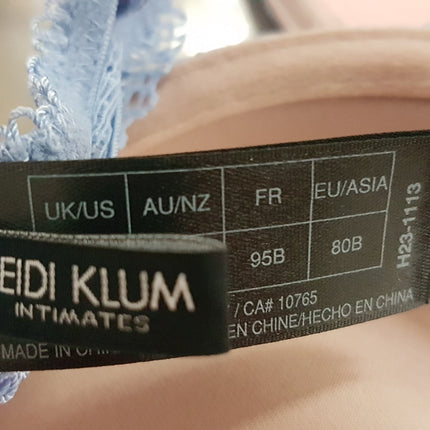 UK/US AU/NZ FR EU/ASIA
95B 80B
EIDI KLUM
INTIMATES
/ CA# 10765
EN CHINE/HECHO EN CHINA
MADE IN
H23-1113